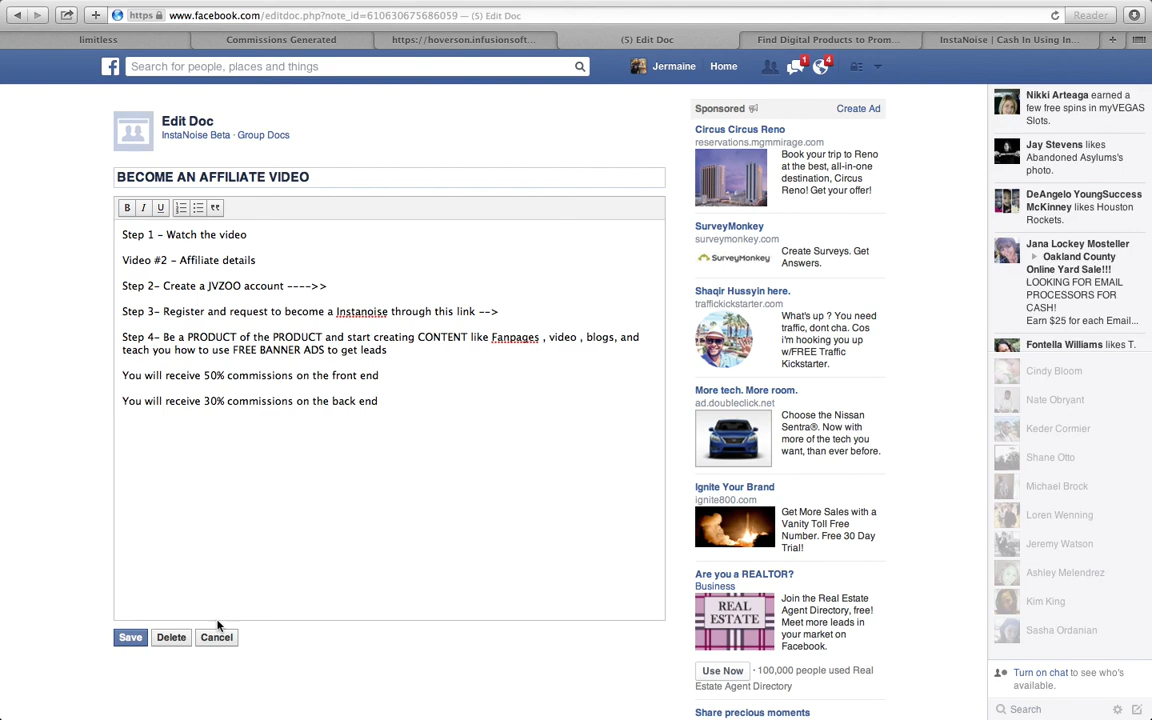 https
www.facebook.com/editdoc.php?note_id=610630675686059 — (5) Edit Doc
Reader
limitless
Commissions Generated
https://hoverson.infusionsoft...
(5) Edit Doc
Find Digital Products to Prom...
InstaNoise | Cash In Using In...
Search for people, places and things
Jermaine
Home
1
4
Edit Doc
InstaNoise Beta · Group Docs
BECOME AN AFFILIATE VIDEO
B I U
Step 1 - Watch the video
Video #2 - Affiliate details
Step 2- Create a JVZOO account ---->>
Step 3- Register and request to become a Instanoise through this link -->
Step 4- Be a PRODUCT of the PRODUCT and start creating CONTENT like Fanpages , video , blogs, and
teach you how to use FREE BANNER ADS to get leads
You will receive 50% commissions on the front end
You will receive 30% commissions on the back end
Save
Delete
Cancel
Sponsored
Create Ad
Circus Circus Reno
reservations.mgmmirage.com
Book your trip to Reno
at the best, all-in-one
destination, Circus
Reno! Get your offer!
SurveyMonkey
surveymonkey.com
SurveyMonkey
Create Surveys. Get
Answers.
Shaqir Hussyin here.
traffickickstarter.com
What's up ? You need
traffic, dont cha. Cos
i'm hooking you up
w/FREE Traffic
Kickstarter.
More tech. More room.
ad.doubleclick.net
Choose the Nissan
Sentra®. Now with
more of the tech you
want, than ever before.
Ignite Your Brand
ignite800.com
Get More Sales with a
Vanity Toll Free
Number. Free 30 Day
Trial!
Are you a REALTOR?
Business
REAL
ESTATE
Join the Real Estate
Agent Directory, free!
Meet more leads in
your market on
Facebook.
Use Now
· 100,000 people used Real
Estate Agent Directory
Share precious moments
Nikki Arteaga earned a
few free spins in myVEGAS
Slots.
Jay Stevens likes
Abandoned Asylums's
photo.
DeAngelo YoungSuccess
McKinney likes Houston
Rockets.
Jana Lockey Mosteller
Oakland County
Online Yard Sale!!!
LOOKING FOR EMAIL
PROCESSORS FOR
CASH!
Earn $25 for each Email...
Fontella Williams likes T.
Cindy Bloom
Nate Obryant
Keder Cormier
Shane Otto
Michael Brock
Loren Wenning
Jeremy Watson
Ashley Melendrez
Kim King
Sasha Ordanian
Turn on chat to see who's
available.
Search